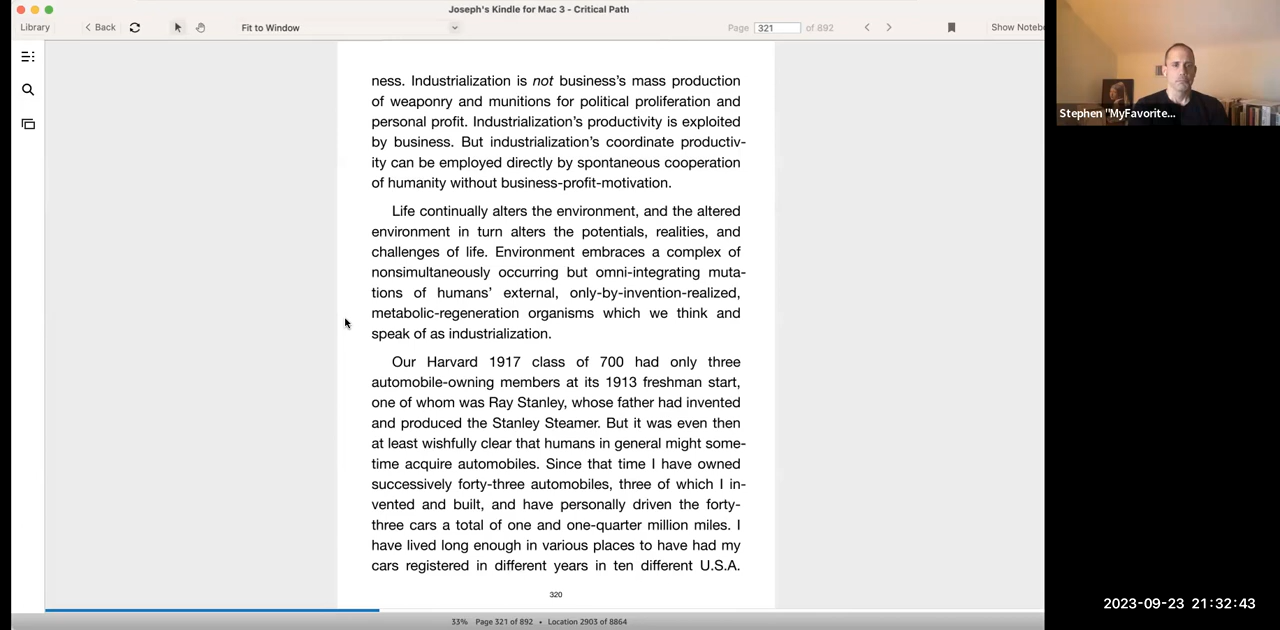 Joseph's Kindle for Mac 3 - Critical Path
Library
Back
Fit to Window
Page 321 of 892
Show Notebo
ness. Industrialization is not business's mass production
of weaponry and munitions for political proliferation and
personal profit. Industrialization's productivity is exploited
by business. But industrialization's coordinate productiv-
ity can be employed directly by spontaneous cooperation
of humanity without business-profit-motivation.
Life continually alters the environment, and the altered
environment in turn alters the potentials, realities, and
challenges of life. Environment embraces a complex of
nonsimultaneously occurring but omni-integrating muta-
tions of humans' external, only-by-invention-realized,
metabolic-regeneration organisms which we think and
speak of as industrialization.
Our Harvard 1917 class of 700 had only three
automobile-owning members at its 1913 freshman start,
one of whom was Ray Stanley, whose father had invented
and produced the Stanley Steamer. But it was even then
at least wishfully clear that humans in general might some-
time acquire automobiles. Since that time I have owned
successively forty-three automobiles, three of which I in-
vented and built, and have personally driven the forty-
three cars a total of one and one-quarter million miles. I
have lived long enough in various places to have had my
cars registered in different years in ten different U.S.A.
320
33% Page 321 of 892 • Location 2903 of 8864
Stephen "MyFavorite...
2023-09-23 21:32:43